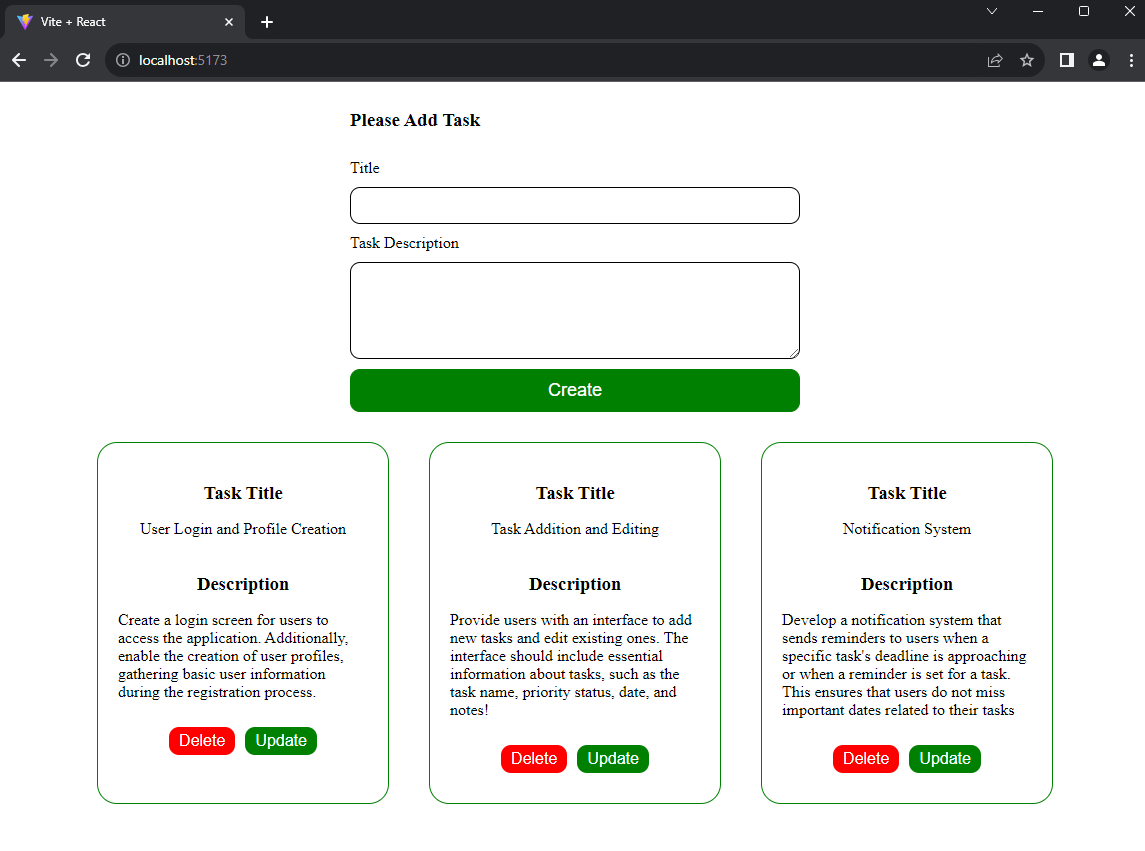 Vite + React
localhost:5173
Please Add Task
Title
Task Description
Create
Task Title
User Login and Profile Creation
Description
Create a login screen for users to
access the application. Additionally,
enable the creation of user profiles,
gathering basic user information
during the registration process.
Delete Update
Task Title
Task Addition and Editing
Description
Provide users with an interface to add
new tasks and edit existing ones. The
interface should include essential
information about tasks, such as the
task name, priority status, date, and
notes!
Delete Update
Task Title
Notification System
Description
Develop a notification system that
sends reminders to users when a
specific task's deadline is approaching
or when a reminder is set for a task.
This ensures that users do not miss
important dates related to their tasks
Delete Update